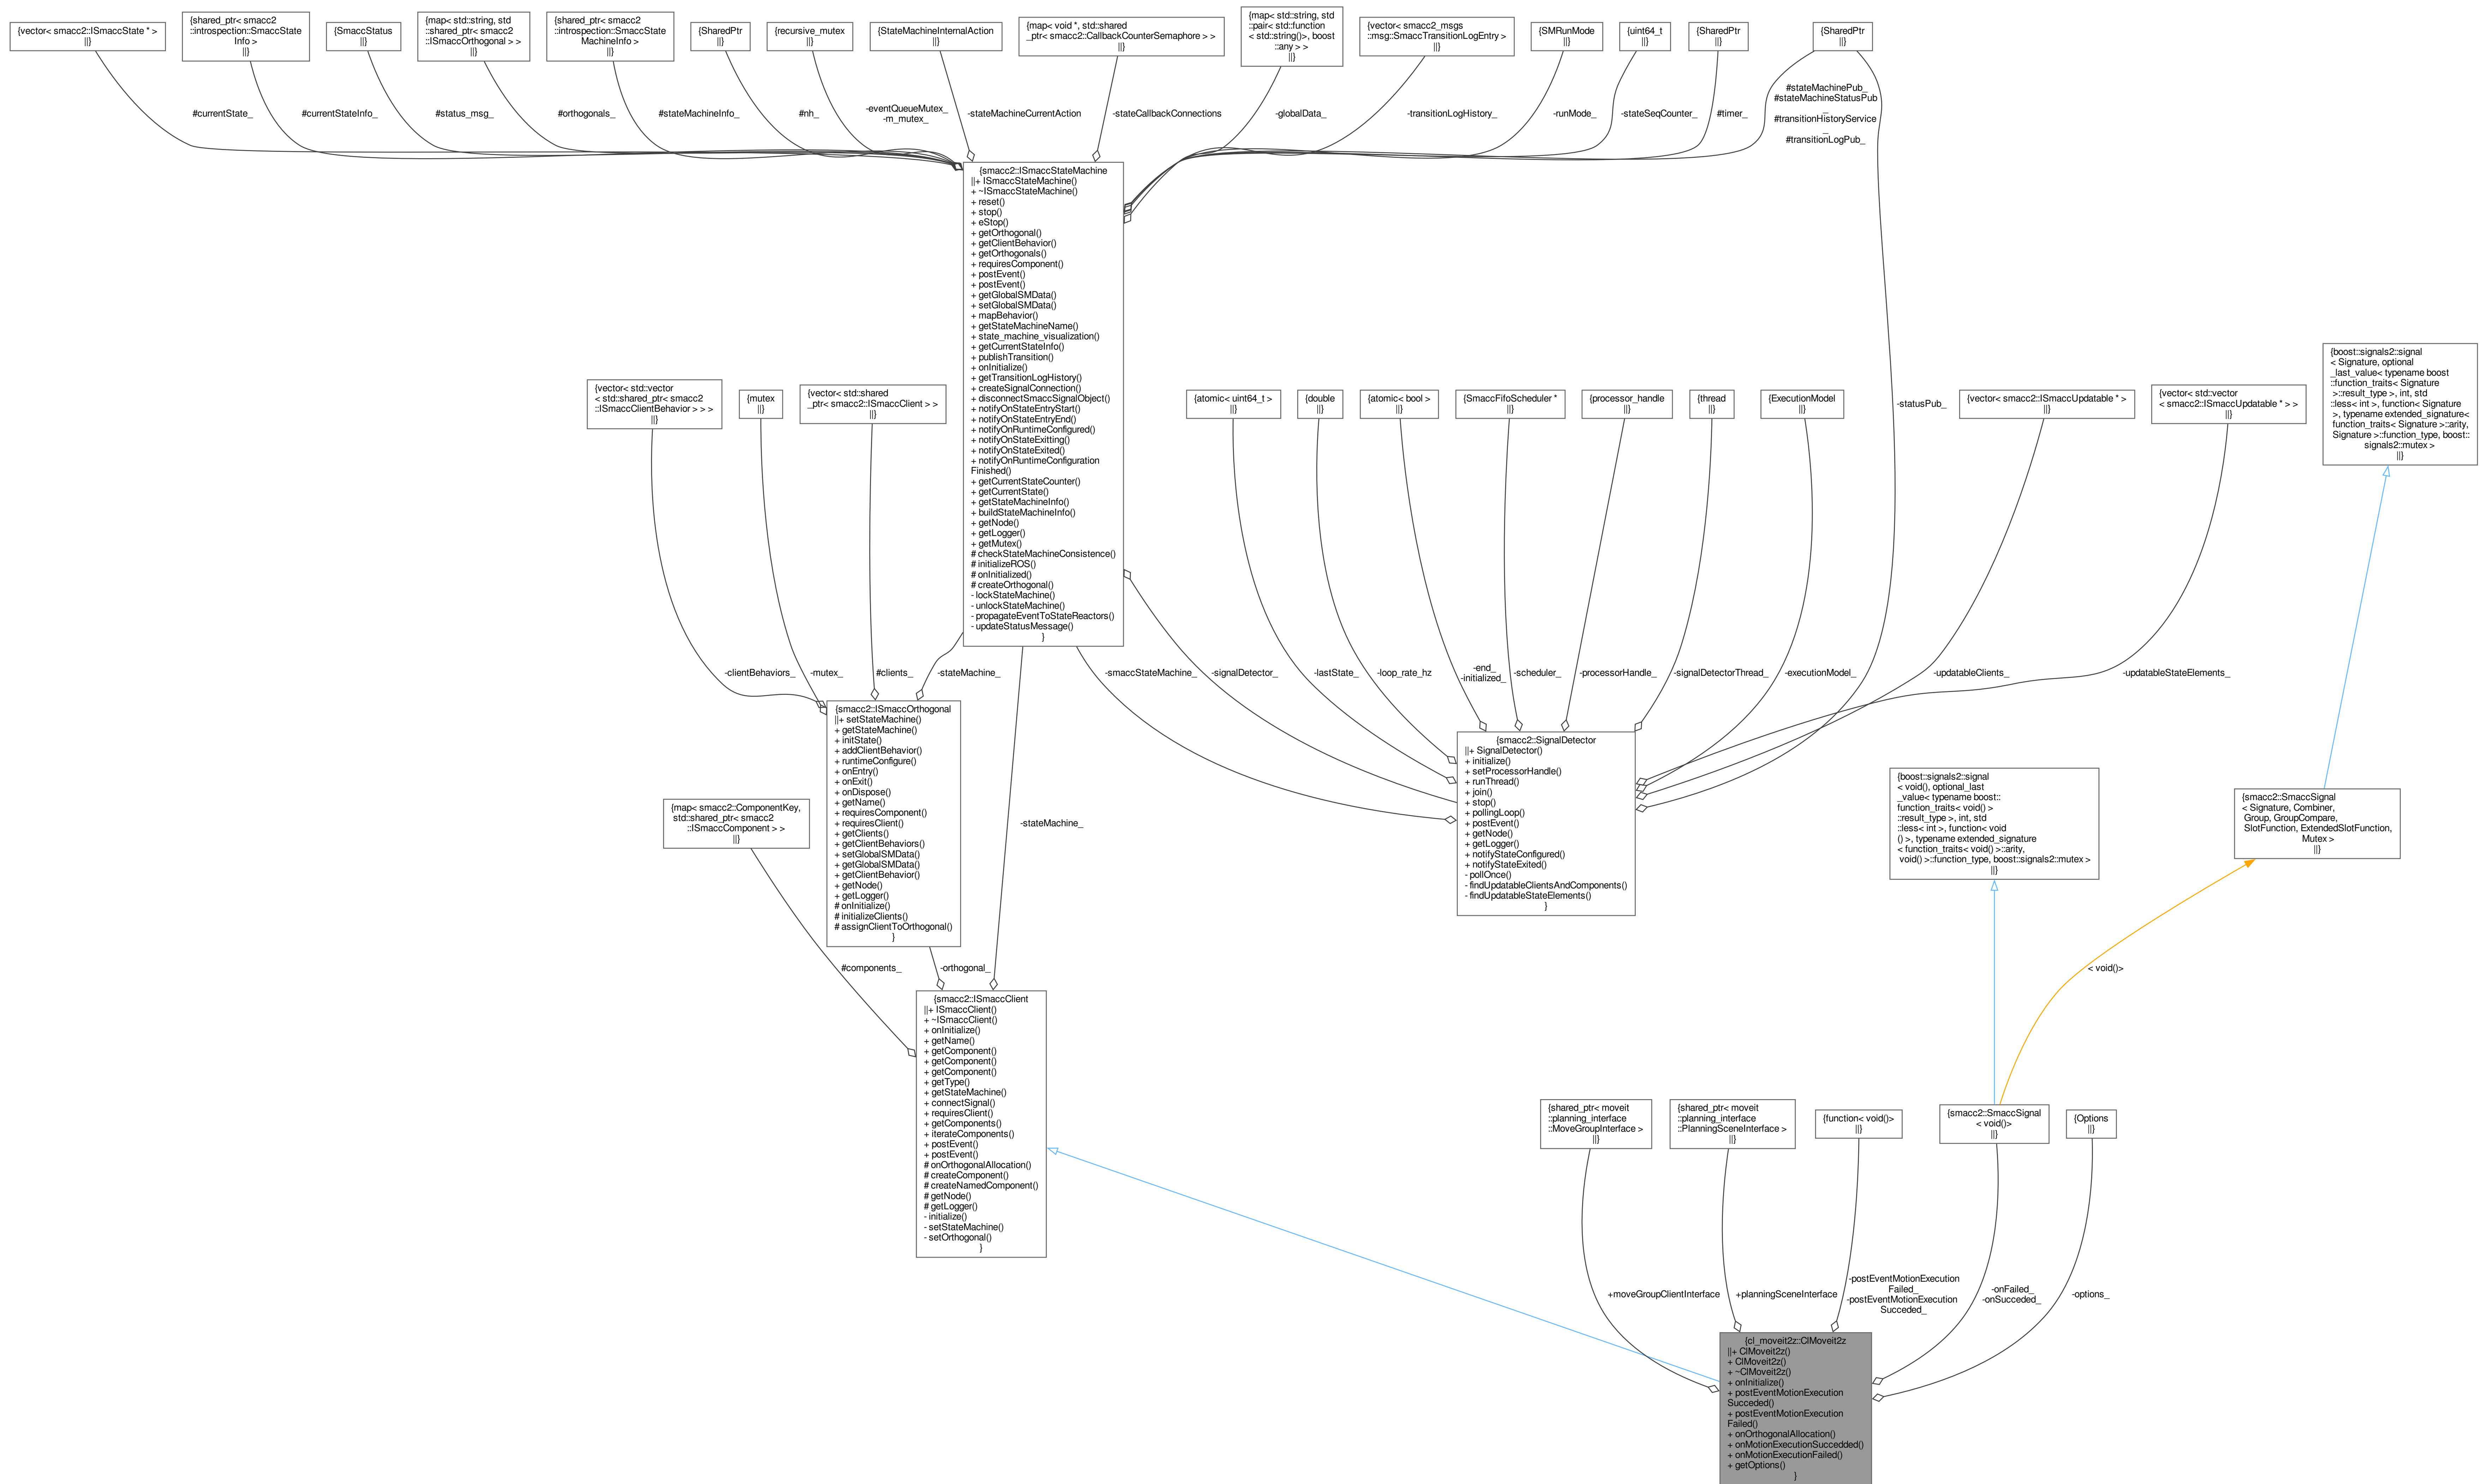 {vector< smacc2::ISmaccState * >
||}
{shared_ptr< smacc2
::introspection::SmaccState
Info >
||}
{SmaccStatus
||}
{map< std::string, std
::shared_ptr< smacc2
::ISmaccOrthogonal > >
||}
{shared_ptr< smacc2
::introspection::SmaccState
MachineInfo >
||}
{SharedPtr
||}
{recursive_mutex
||}
{StateMachineInternalAction
||}
{map< void *, std::shared
_ptr< smacc2::CallbackCounterSemaphore > >
||}
{map< std::string, std
::pair< std::function
< std::string()>, boost
::any > >
||}
{vector< smacc2_msgs
::msg::SmaccTransitionLogEntry >
||}
{SMRunMode
||}
{uint64_t
||}
{SharedPtr
||}
{SharedPtr
||}
#currentState_
#currentStateInfo_
#status_msg_
#orthogonals_
#stateMachineInfo_
#nh_
-eventQueueMutex_
-m_mutex_
-stateMachineCurrentAction
-stateCallbackConnections
-globalData_
-transitionLogHistory_
-runMode_
-stateSeqCounter_
#timer_
#stateMachinePub_
#stateMachineStatusPub
_
#transitionHistoryService
_
#transitionLogPub_
{smacc2::ISmaccStateMachine
||+ ISmaccStateMachine()
+ ~ISmaccStateMachine()
+ reset()
+ stop()
+ eStop()
+ getOrthogonal()
+ getClientBehavior()
+ getOrthogonals()
+ requiresComponent()
+ postEvent()
+ postEvent()
+ getGlobalSMData()
+ setGlobalSMData()
+ mapBehavior()
+ getStateMachineName()
+ state_machine_visualization()
+ getCurrentStateInfo()
+ publishTransition()
+ onInitialize()
+ getTransitionLogHistory()
+ createSignalConnection()
+ disconnectSmaccSignalObject()
+ notifyOnStateEntryStart()
+ notifyOnStateEntryEnd()
+ notifyOnRuntimeConfigured()
+ notifyOnStateExitting()
+ notifyOnStateExited()
+ notifyOnRuntimeConfiguration
Finished()
+ getCurrentStateCounter()
+ getCurrentState()
+ getStateMachineInfo()
+ buildStateMachineInfo()
+ getNode()
+ getLogger()
+ getMutex()
# checkStateMachineConsistence()
# initializeROS()
# onInitialized()
# createOrthogonal()
- lockStateMachine()
- unlockStateMachine()
- propagateEventToStateReactors()
- updateStatusMessage()
}
{vector< std::vector
< std::shared_ptr< smacc2
::ISmaccClientBehavior > > >
||}
{mutex
||}
{vector< std::shared
_ptr< smacc2::ISmaccClient > >
||}
{atomic< uint64_t >
||}
{double
||}
{atomic< bool >
||}
{SmaccFifoScheduler *
||}
{processor_handle
||}
{thread
||}
{ExecutionModel
||}
-statusPub_
{vector< smacc2::ISmaccUpdatable * >
||}
{vector< std::vector
< smacc2::ISmaccUpdatable * > >
||}
{boost::signals2::signal
< Signature, optional
_last_value< typename boost
::function_traits< Signature
>::result_type >, int, std
::less< int >, function< Signature
>, typename extended_signature<
function_traits< Signature >::arity,
Signature >::function_type, boost::
signals2::mutex >
||}
-clientBehaviors_
-mutex_
#clients_
-stateMachine_
-smaccStateMachine_
-signalDetector_
-lastState_
-loop_rate_hz
-end_
-initialized_
-scheduler_
-processorHandle_
-signalDetectorThread_
-executionModel_
-updatableClients_
-updatableStateElements_
{smacc2::ISmaccOrthogonal
||+ setStateMachine()
+ getStateMachine()
+ initState()
+ addClientBehavior()
+ runtimeConfigure()
+ onEntry()
+ onExit()
+ onDispose()
+ getName()
+ requiresComponent()
+ requiresClient()
+ getClients()
+ getClientBehaviors()
+ setGlobalSMData()
+ getGlobalSMData()
+ getClientBehavior()
+ getNode()
+ getLogger()
# onInitialize()
# initializeClients()
# assignClientToOrthogonal()
}
{smacc2::SignalDetector
||+ SignalDetector()
+ initialize()
+ setProcessorHandle()
+ runThread()
+ join()
+ stop()
+ pollingLoop()
+ postEvent()
+ getNode()
+ getLogger()
+ notifyStateConfigured()
+ notifyStateExited()
- pollOnce()
- findUpdatableClientsAndComponents()
- findUpdatableStateElements()
}
{map< smacc2::ComponentKey,
std::shared_ptr< smacc2
::ISmaccComponent > >
||}
-stateMachine_
{boost::signals2::signal
< void(), optional_last
_value< typename boost::
function_traits< void() >
::result_type >, int, std
::less< int >, function< void
() >, typename extended_signature
< function_traits< void() >::arity,
void() >::function_type, boost::signals2::mutex >
||}
{smacc2::SmaccSignal
< Signature, Combiner,
Group, GroupCompare,
SlotFunction, ExtendedSlotFunction,
Mutex >
||}
#components_
-orthogonal_
< void()>
{smacc2::ISmaccClient
||+ ISmaccClient()
+ ~ISmaccClient()
+ onInitialize()
+ getName()
+ getComponent()
+ getComponent()
+ getComponent()
+ getType()
+ getStateMachine()
+ connectSignal()
+ requiresClient()
+ getComponents()
+ iterateComponents()
+ postEvent()
+ postEvent()
# onOrthogonalAllocation()
# createComponent()
# createNamedComponent()
# getNode()
# getLogger()
- initialize()
- setStateMachine()
- setOrthogonal()
}
{shared_ptr< moveit
::planning_interface
::MoveGroupInterface >
||}
{shared_ptr< moveit
::planning_interface
::PlanningSceneInterface >
||}
{function< void()>
||}
{smacc2::SmaccSignal
< void()>
||}
{Options
||}
+moveGroupClientInterface
+planningSceneInterface
-postEventMotionExecution
Failed_
-postEventMotionExecution
Succeded_
-onFailed_
-onSucceded_
-options_
{cl_moveit2z::ClMoveit2z
||+ ClMoveit2z()
+ ClMoveit2z()
+ ~ClMoveit2z()
+ onInitialize()
+ postEventMotionExecution
Succeded()
+ postEventMotionExecution
Failed()
+ onOrthogonalAllocation()
+ onMotionExecutionSuccedded()
+ onMotionExecutionFailed()
+ getOptions()
}